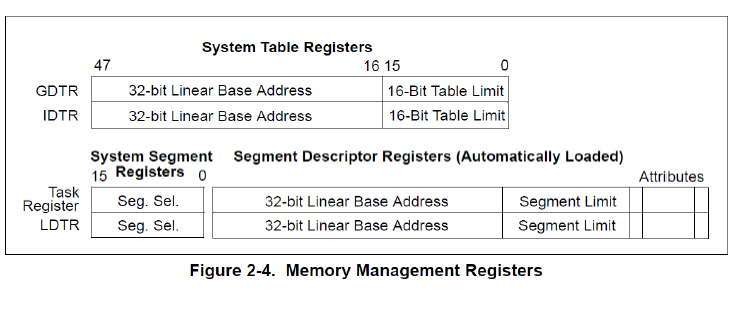 System Table Registers
47 16 15 0
GDTR 32-bit Linear Base Address 16-Bit Table Limit
IDTR 32-bit Linear Base Address 16-Bit Table Limit
System Segment Registers Segment Descriptor Registers (Automatically Loaded)
15 0 Attributes
Task Register Seg. Sel. 32-bit Linear Base Address Segment Limit
LDTR Seg. Sel. 32-bit Linear Base Address Segment Limit
Figure 2-4. Memory Management Registers